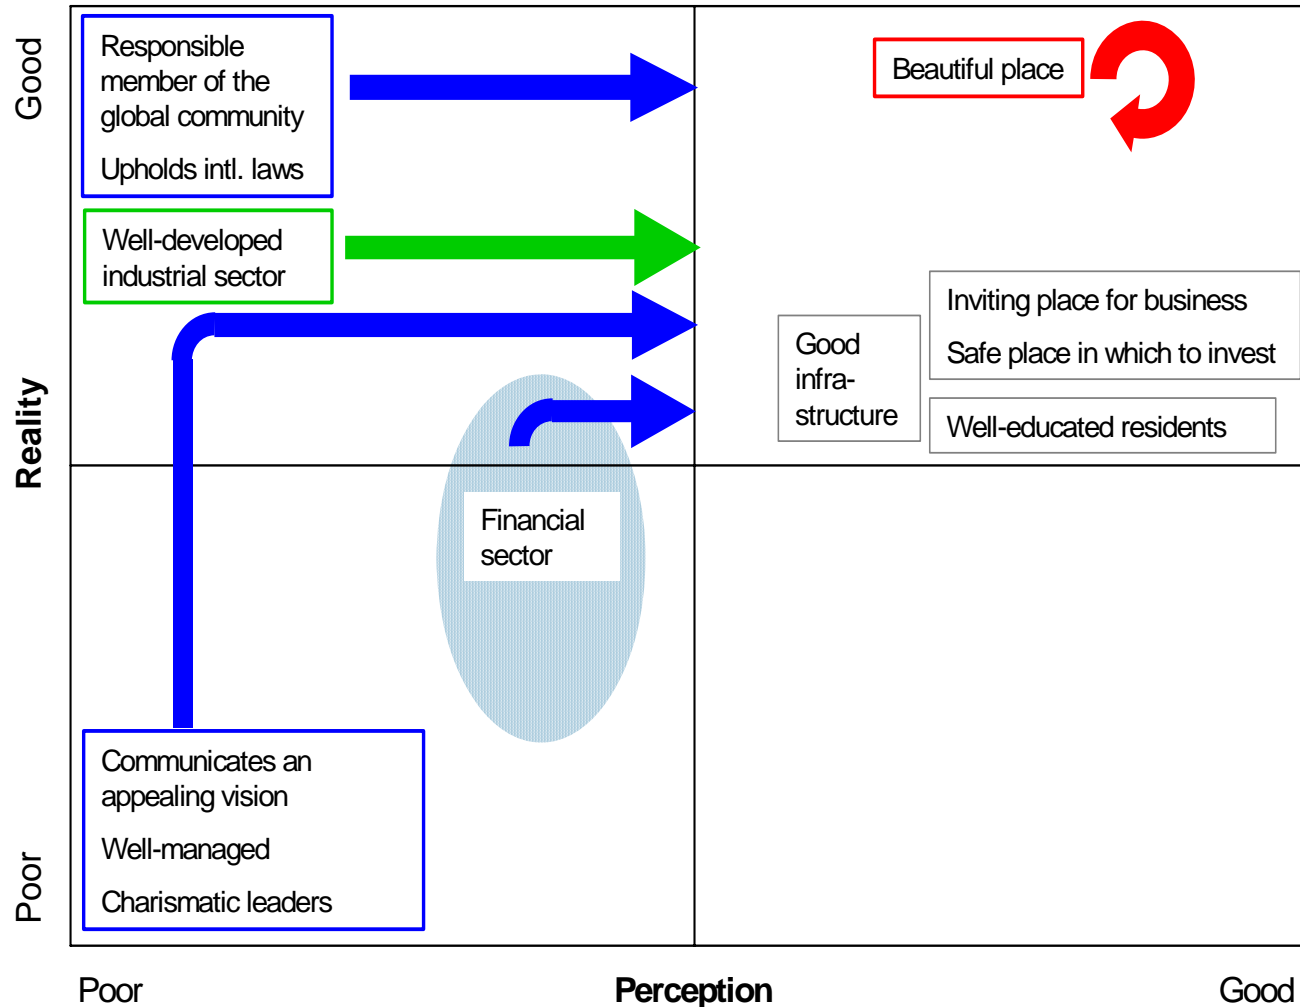 Good
Reality
Poor
Responsible
member of the
global community
Upholds intl. laws
Well-developed
industrial sector
Beautiful place
Inviting place for business
Safe place in which to invest
Good
infra-
structure
Well-educated residents
Financial
sector
Communicates an
appealing vision
Well-managed
Charismatic leaders
Poor
Perception
Good